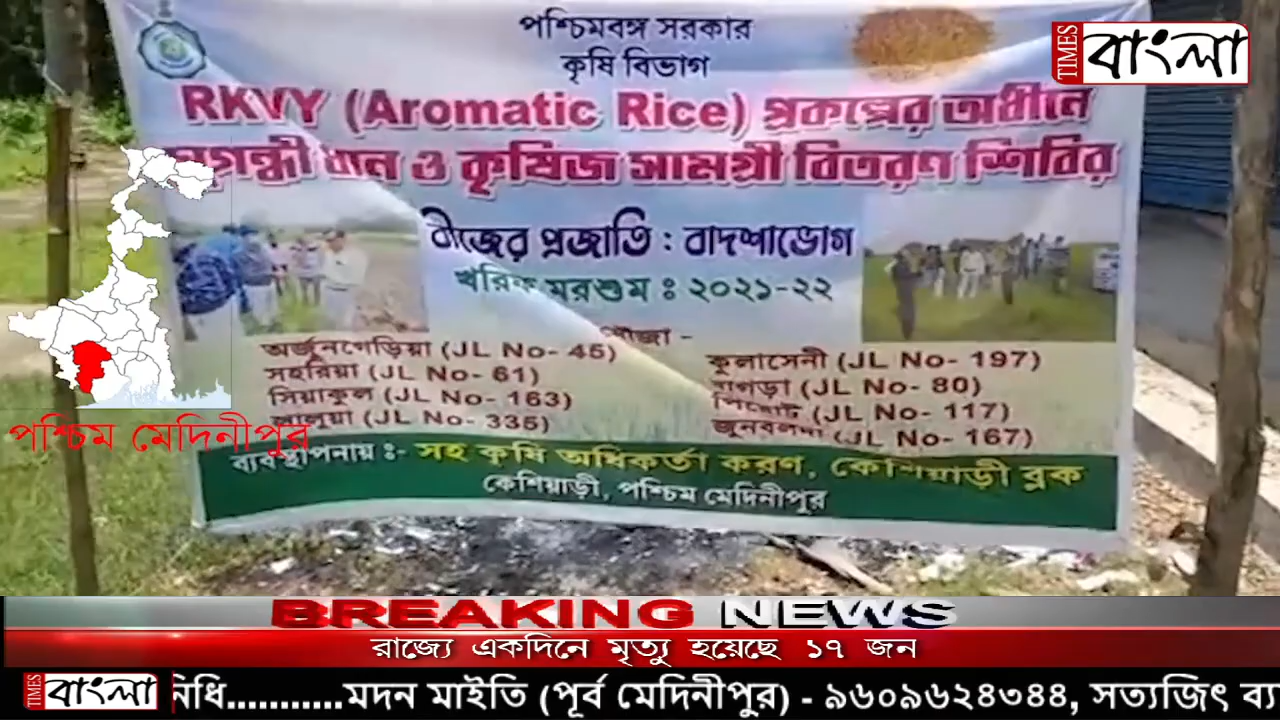 পশ্চিমবঙ্গ সরকার
কৃষি বিভাগ
TIMES বাংলা
RKVY (Aromatic Rice) প্রকল্পের অধীনে
সুগন্ধী ধান ও কৃষিজ সামগ্রী বিতরণ শিবির
বীজের প্রজাতি : বাদশাভোগ
খরিফ মরশুম ঃ ২০২১-২২
মৌজা -
অর্জুনগেড়িয়া (JL No- 45)
সহরিয়া (JL No- 61)
সিয়াকুল (JL No- 163)
(JL No- 335)
কুলাসেনী (JL No- 197)
(JL No- 80)
(JL No- 117)
(JL No- 167)
পশ্চিম মেদিনীপুর
ব্যবস্থাপনায় ঃ- সহ কৃষি অধিকর্তা করণ, কেশিয়াড়ী ব্লক
কেশিয়াড়ী, পশ্চিম মেদিনীপুর
BREAKING NEWS
রাজ্যে একদিনে মৃত্যু হয়েছে ১৭ জন
TIMES বাংলা
নিধি...........মদন মাইতি (পূর্ব মেদিনীপুর) - ৯৬০৯৬২৪৩৪৪, সত্যজিৎ ব্য